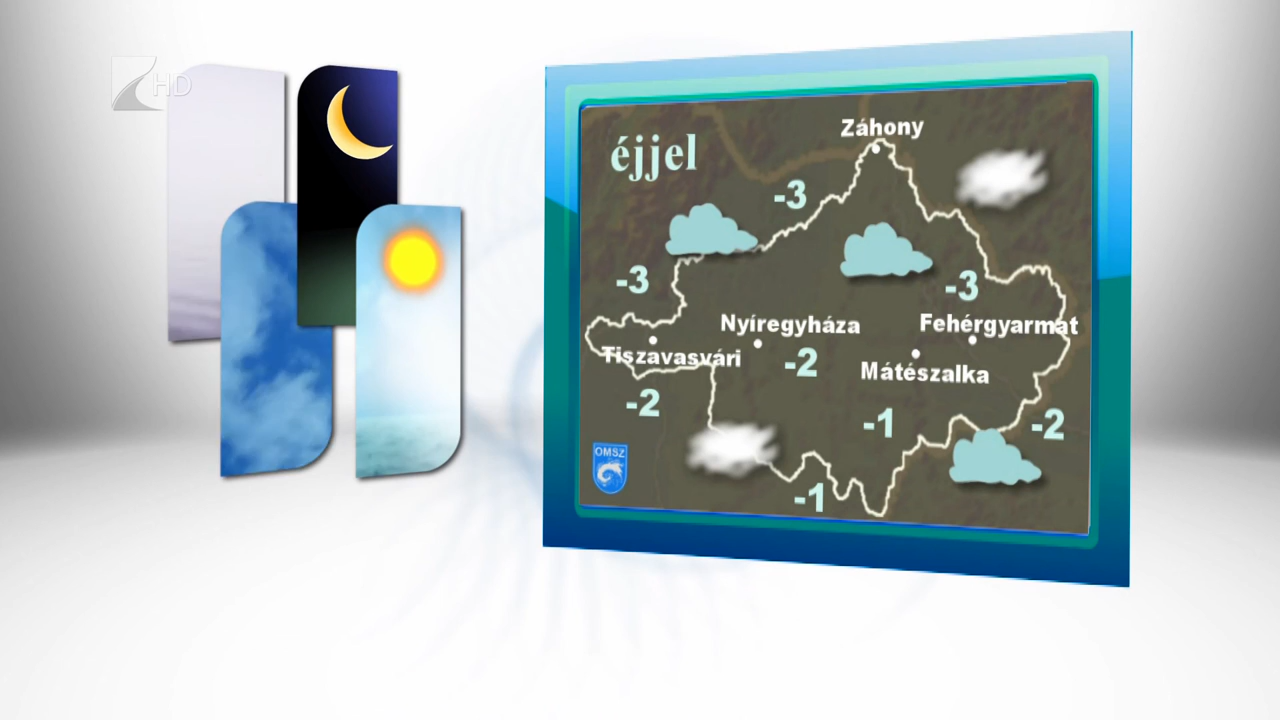 HD
éjjel
Záhony
-3
-3
-3
Nyíregyháza
Fehérgyarmat
Tiszavasvári
-2
Mátészalka
-2
-1
-2
OMSZ
-1